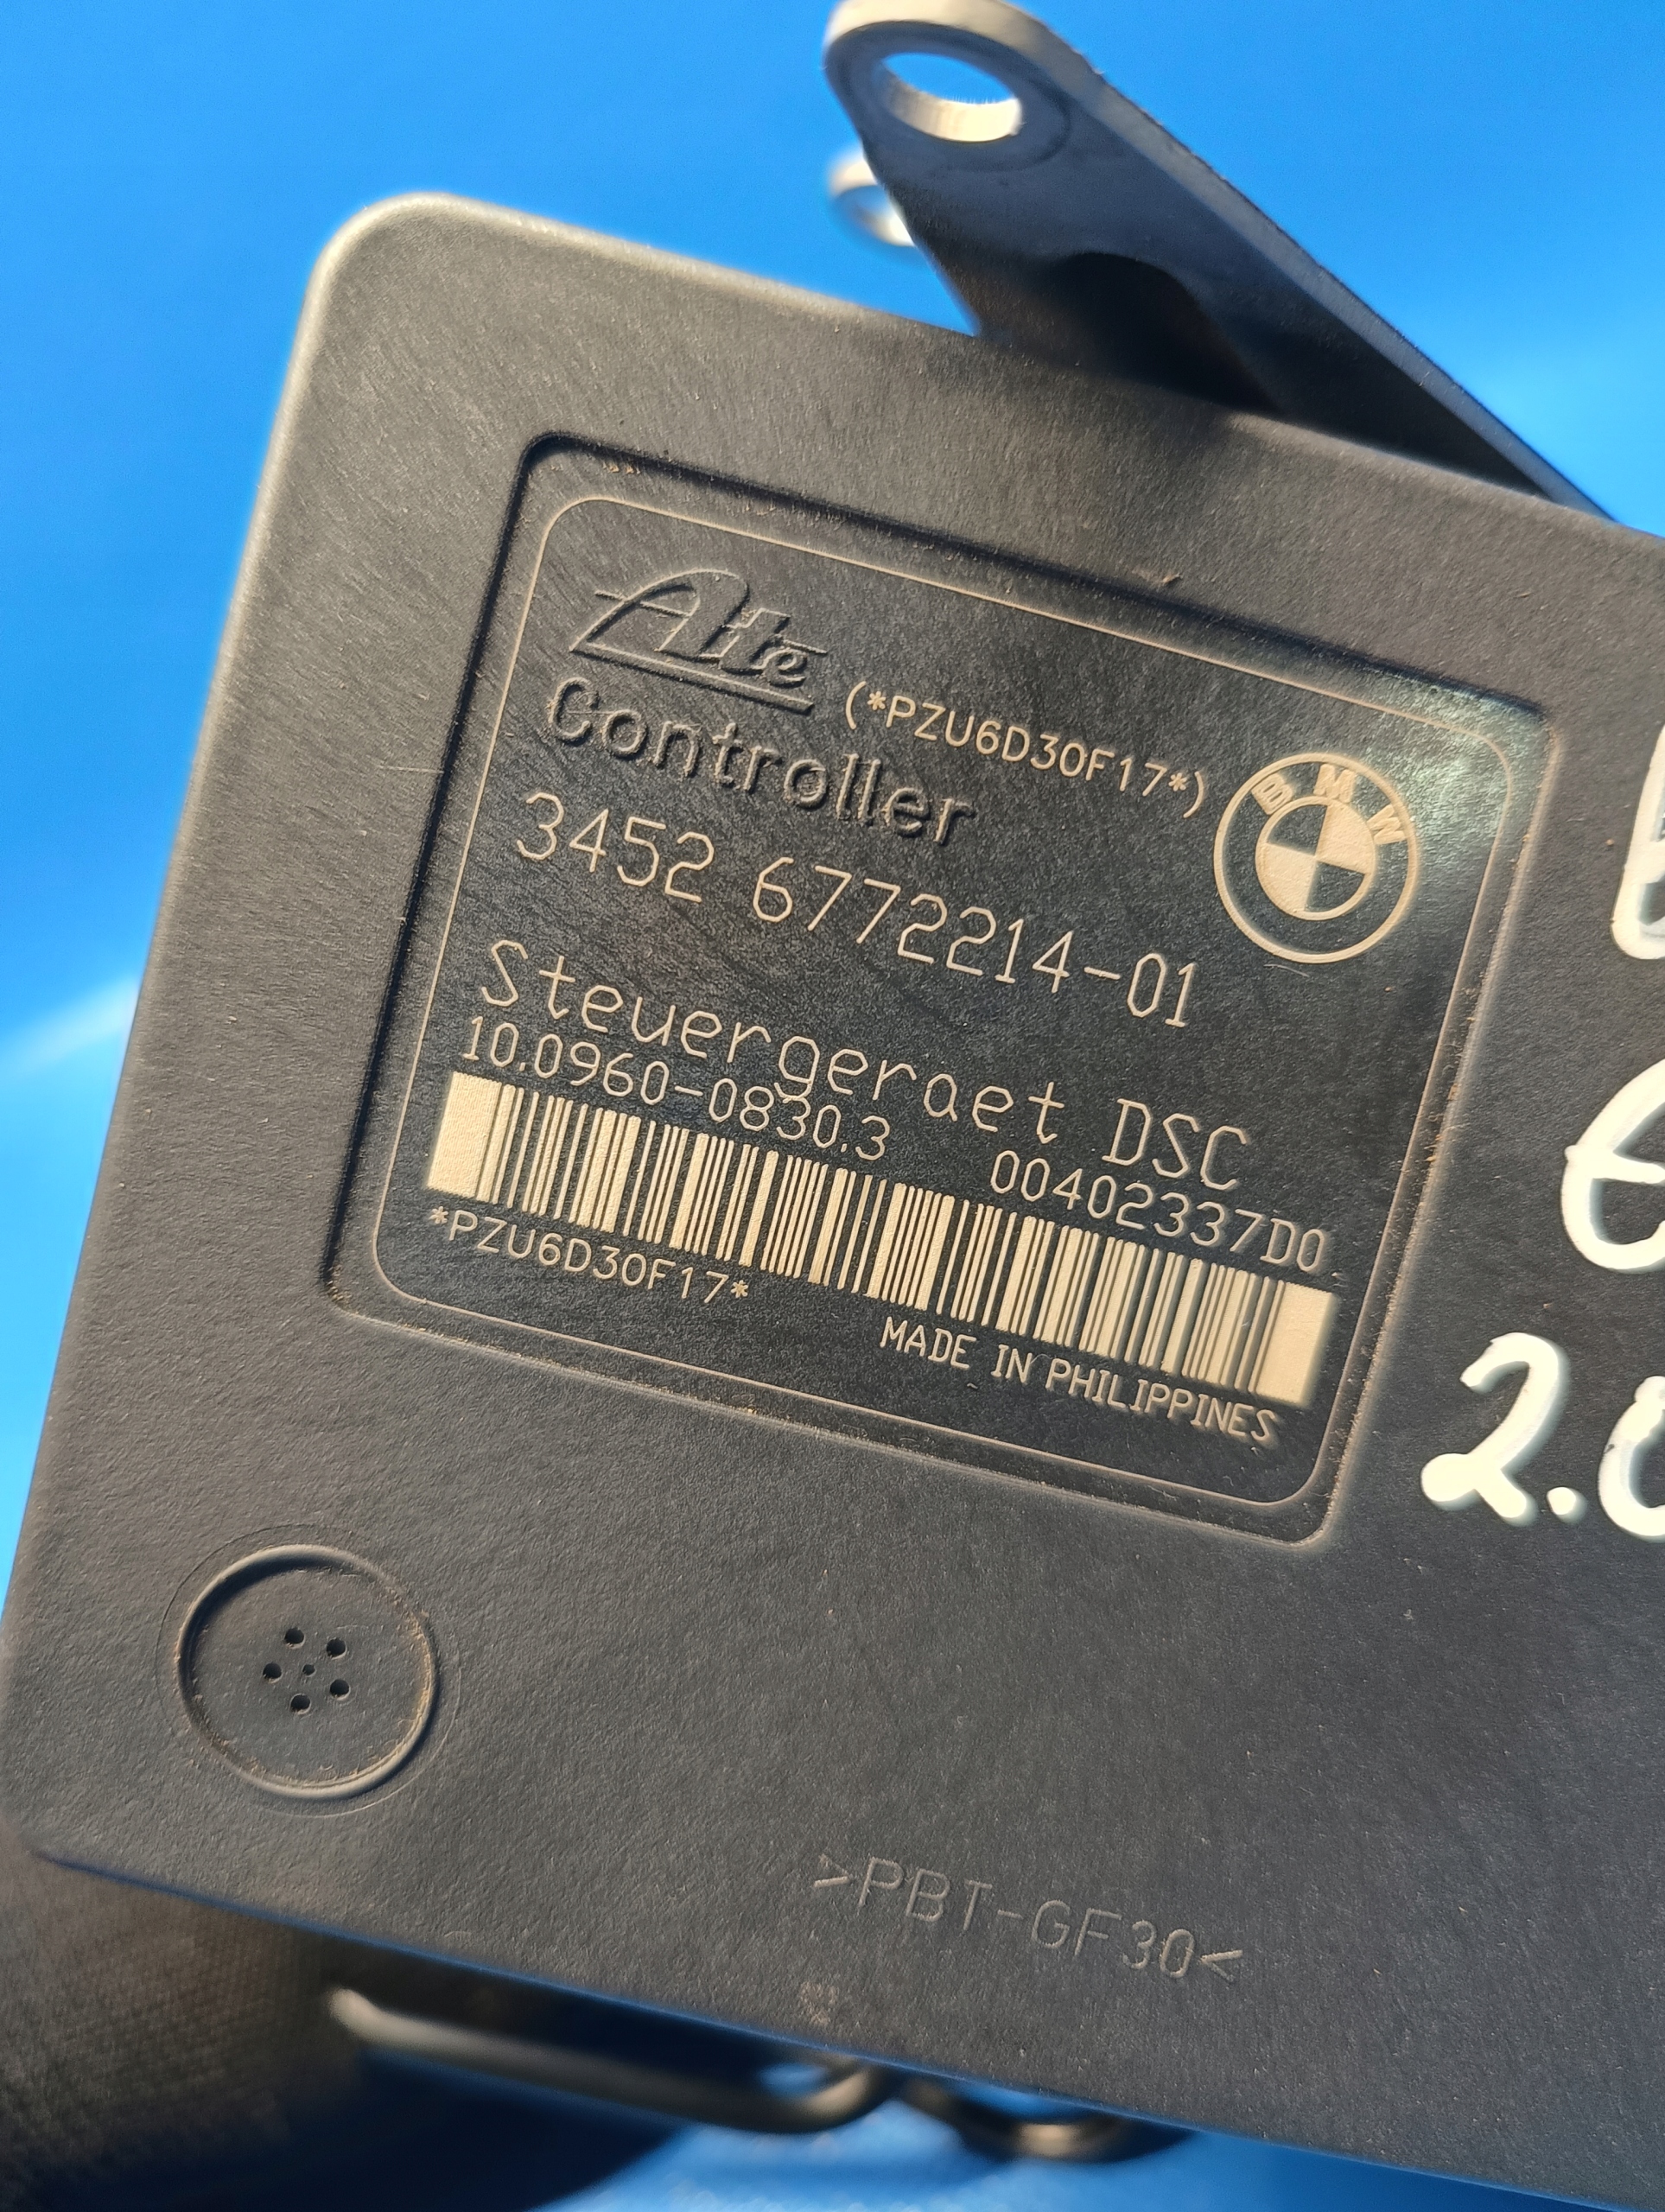 Ate
Controller (*PZU6D30F17*)
BMW
3452 6772214-01
Steuergeraet DSC
10.0960-0830.3 00402337D0
*PZU6D30F17*
MADE IN PHILIPPINES
>PBT-GF30<